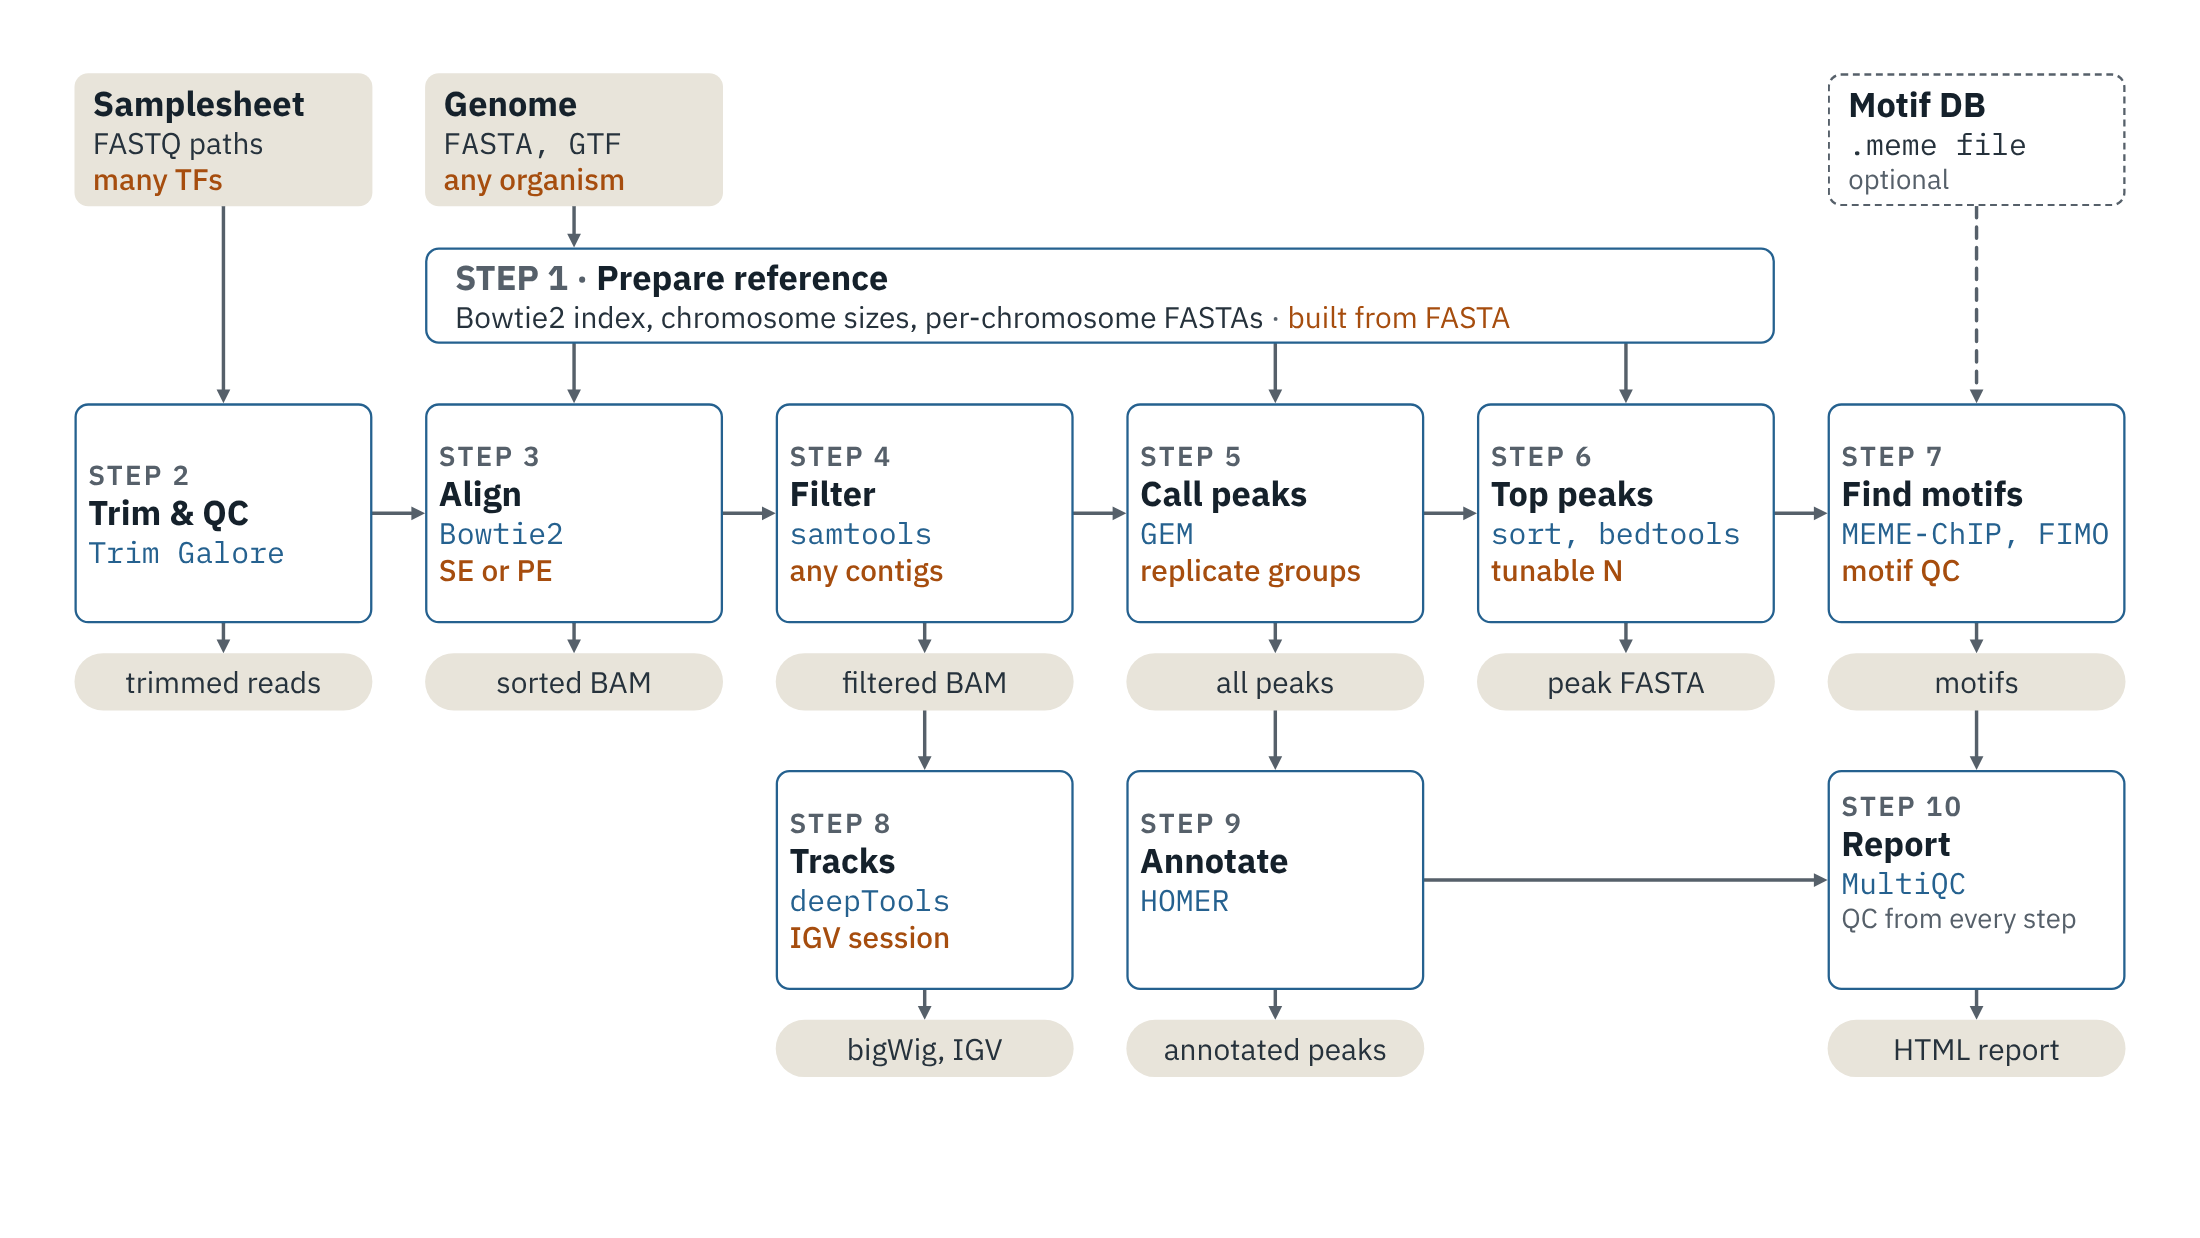 Samplesheet
FASTQ paths
many TFs
Genome
FASTA, GTF
any organism
Motif DB
.meme file
optional
STEP 1 · Prepare reference
Bowtie2 index, chromosome sizes, per-chromosome FASTAs · built from FASTA
STEP 2
Trim & QC
Trim Galore
STEP 3
Align
Bowtie2
SE or PE
STEP 4
Filter
samtools
any contigs
STEP 5
Call peaks
GEM
replicate groups
STEP 6
Top peaks
sort, bedtools
tunable N
STEP 7
Find motifs
MEME-ChIP, FIMO
motif QC
trimmed reads
sorted BAM
filtered BAM
all peaks
peak FASTA
motifs
STEP 8
Tracks
deepTools
IGV session
STEP 9
Annotate
HOMER
STEP 10
Report
MultiQC
QC from every step
bigWig, IGV
annotated peaks
HTML report